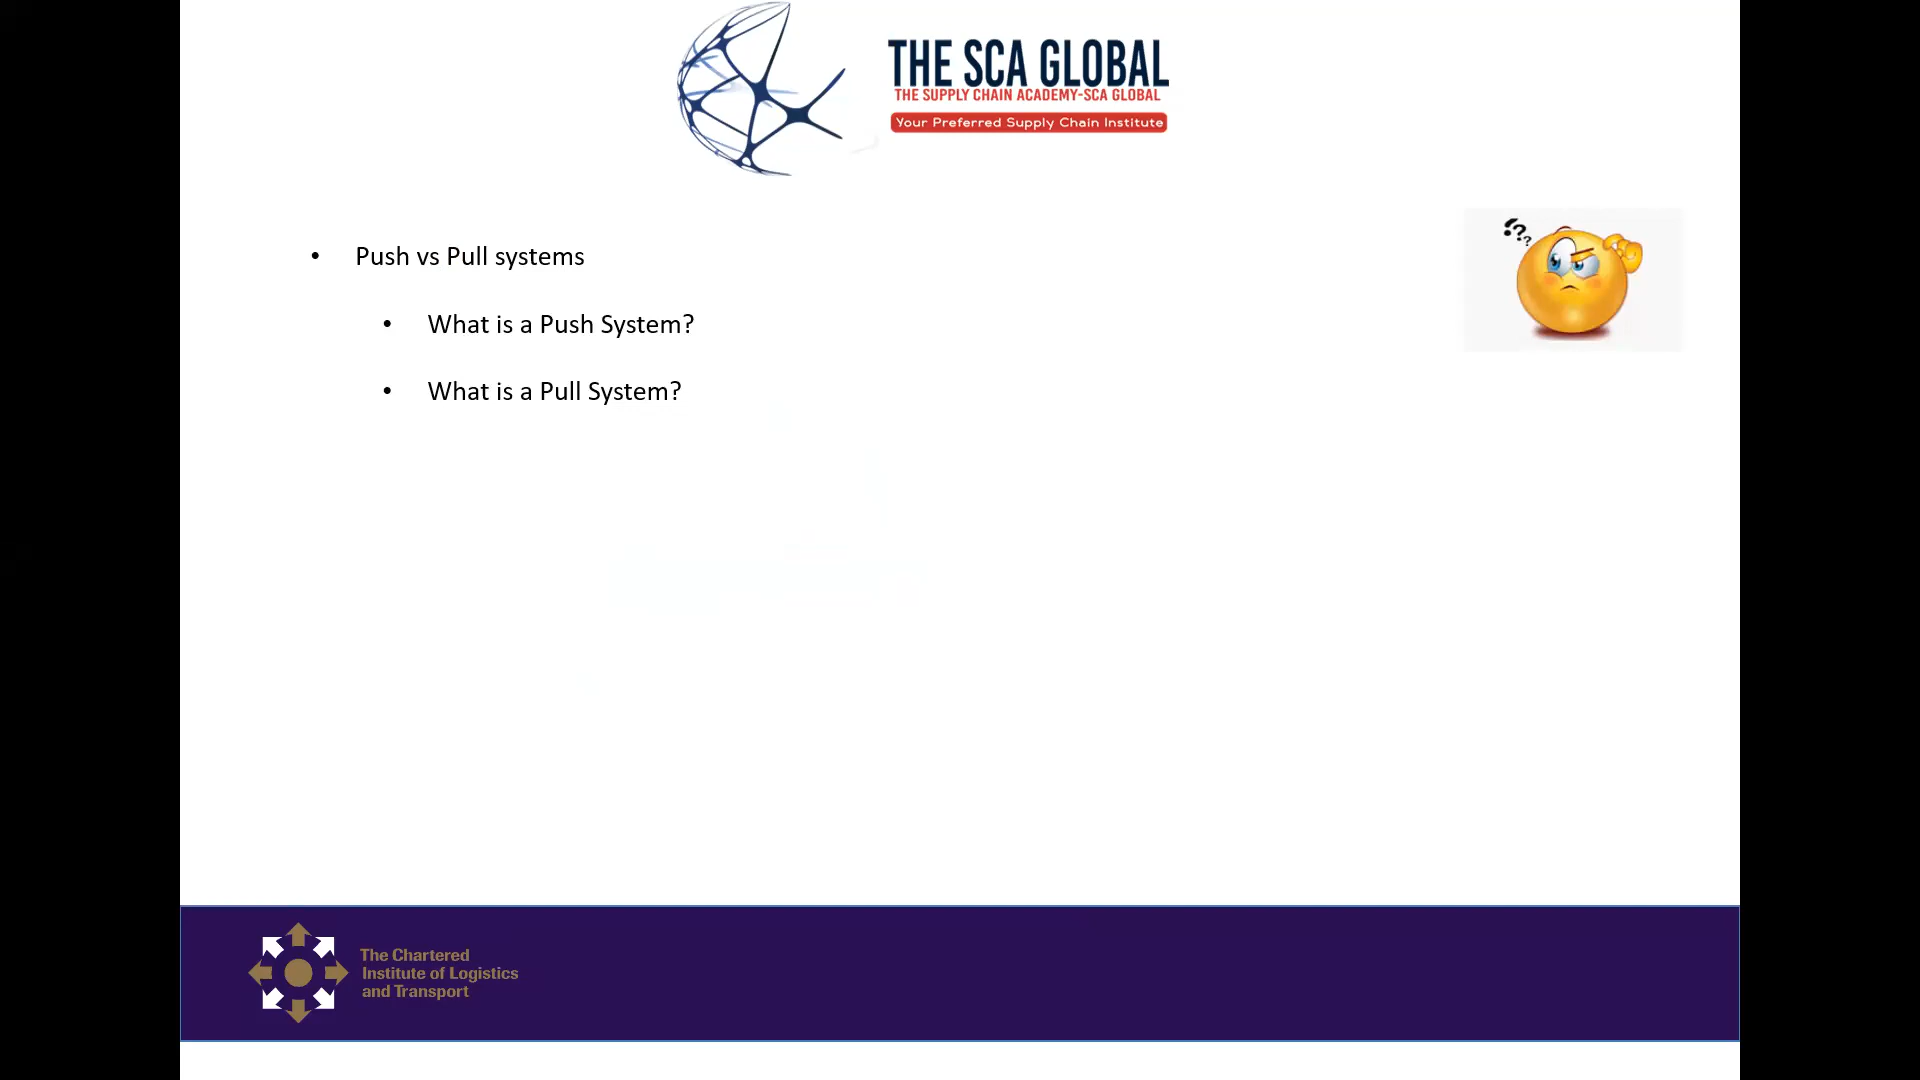 THE SCA GLOBAL
THE SUPPLY CHAIN ACADEMY-SCA GLOBAL
Your Preferred Supply Chain Institute
???
• Push vs Pull systems
• What is a Push System?
• What is a Pull System?
The Chartered
Institute of Logistics
and Transport